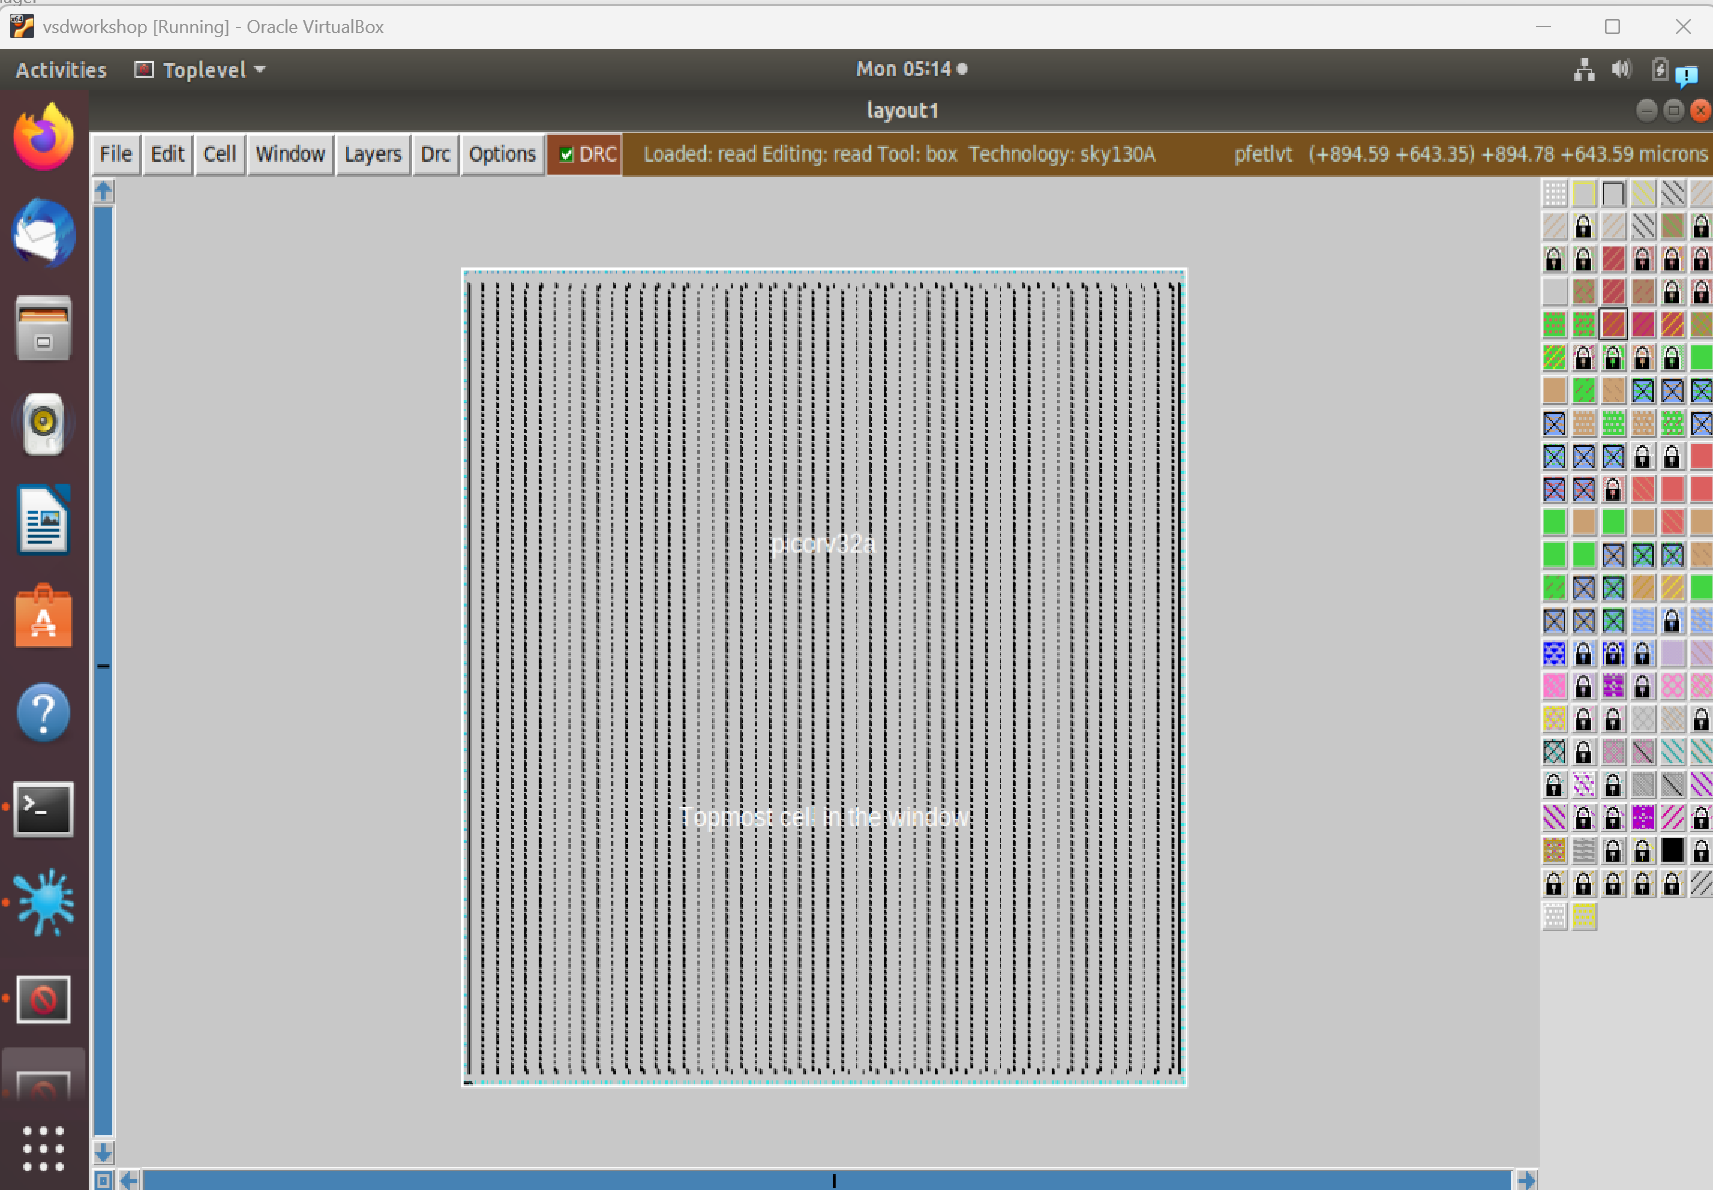 vsdworkshop [Running] - Oracle VirtualBox
Activities Toplevel Mon 05:14
layout1
File Edit Cell Window Layers Drc Options DRC Loaded: read Editing: read Tool: box Technology: sky130A pfetlvt (+894.59 +643.35) +894.78 +643.59 microns
picorv32a
Topmost cell in the window